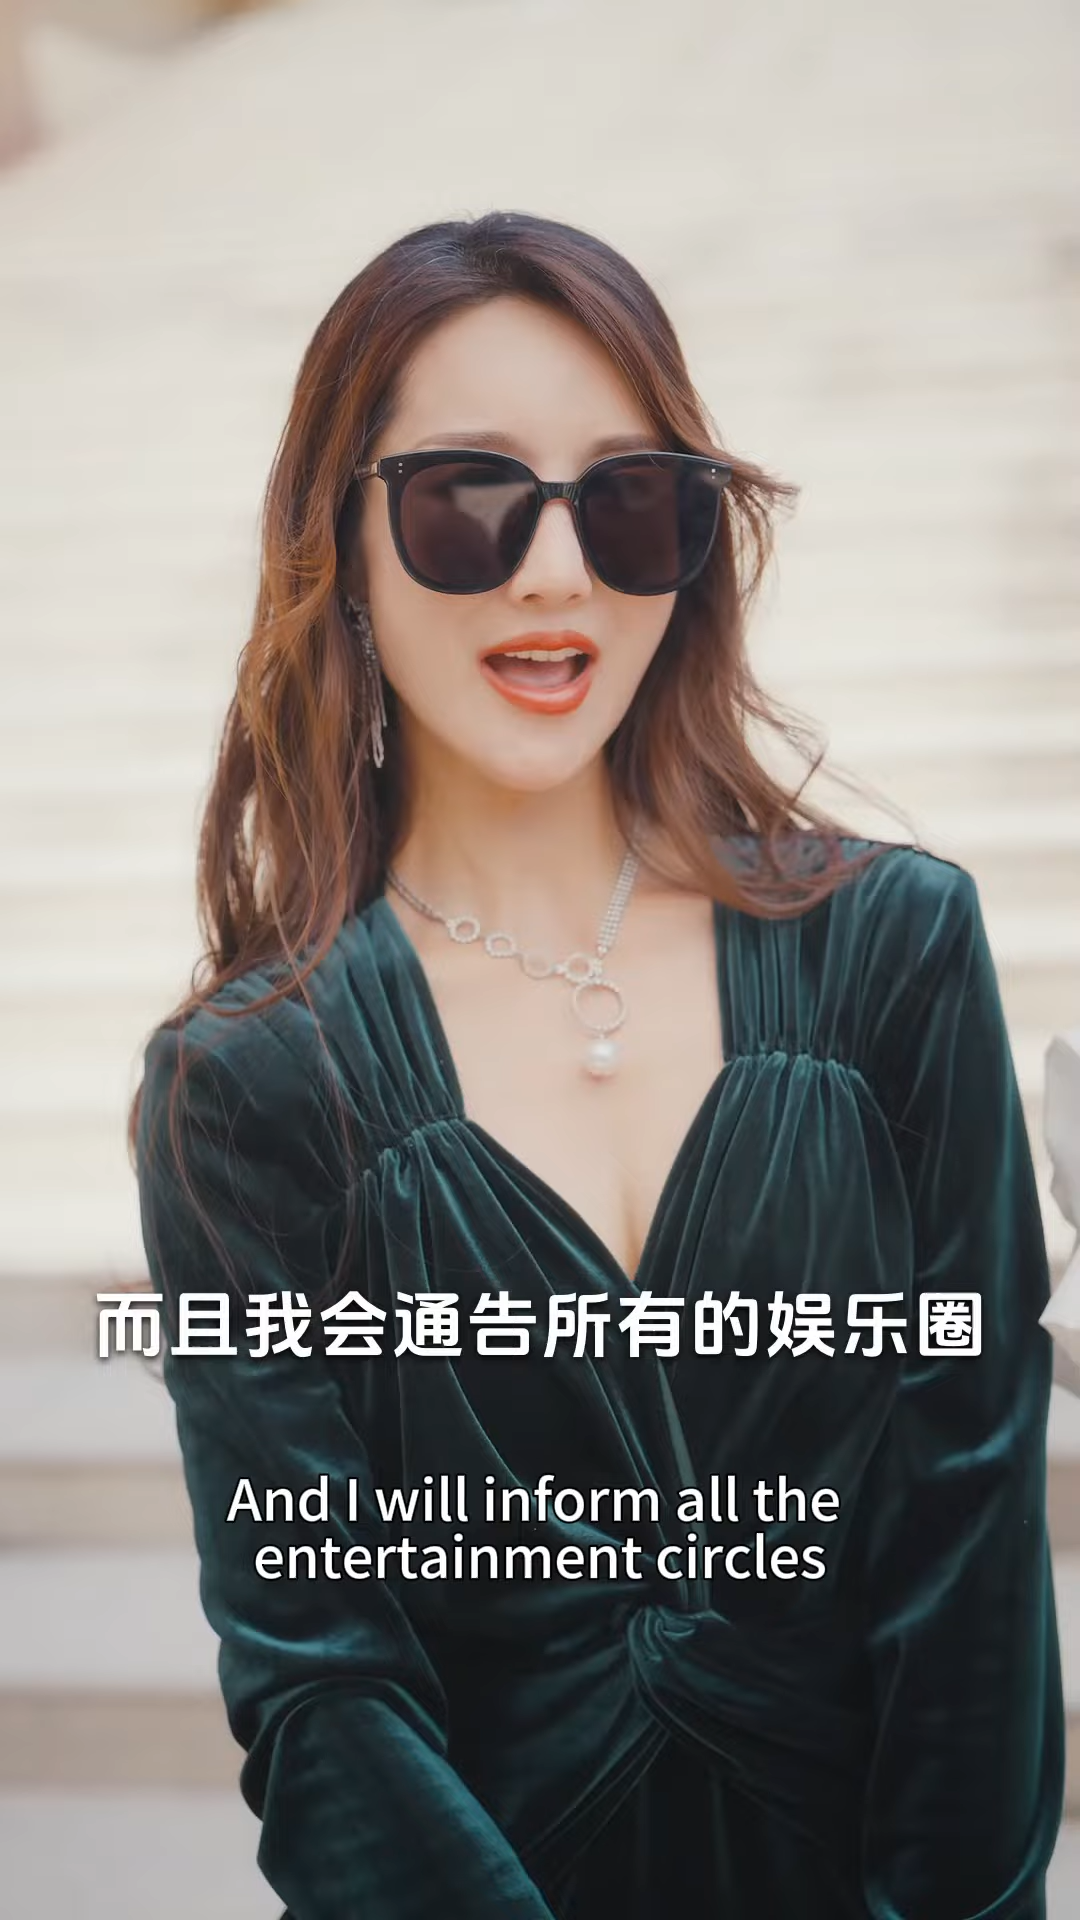 而且我会通告所有的娱乐圈
And I will inform all the
entertainment circles